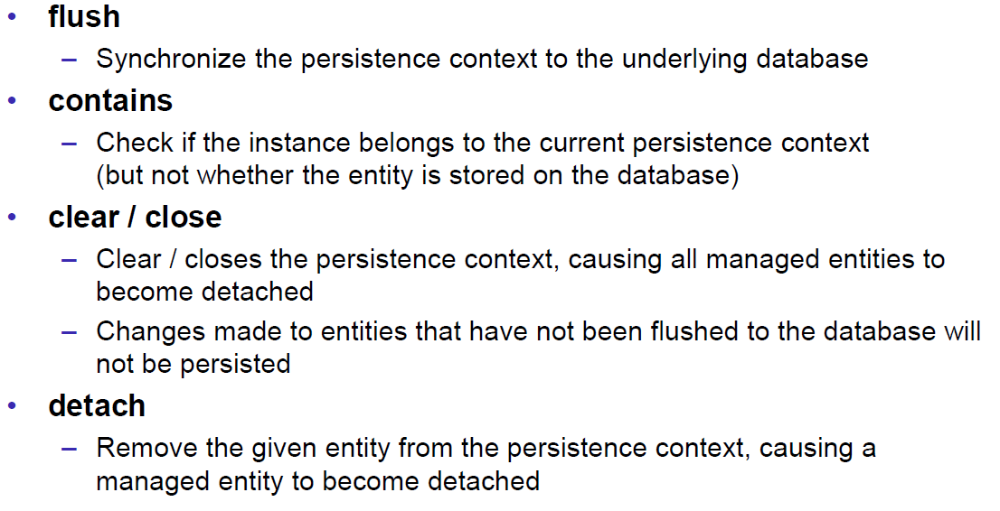 • flush
– Synchronize the persistence context to the underlying database
• contains
– Check if the instance belongs to the current persistence context
(but not whether the entity is stored on the database)
• clear / close
– Clear / closes the persistence context, causing all managed entities to
become detached
– Changes made to entities that have not been flushed to the database will
not be persisted
• detach
– Remove the given entity from the persistence context, causing a
managed entity to become detached